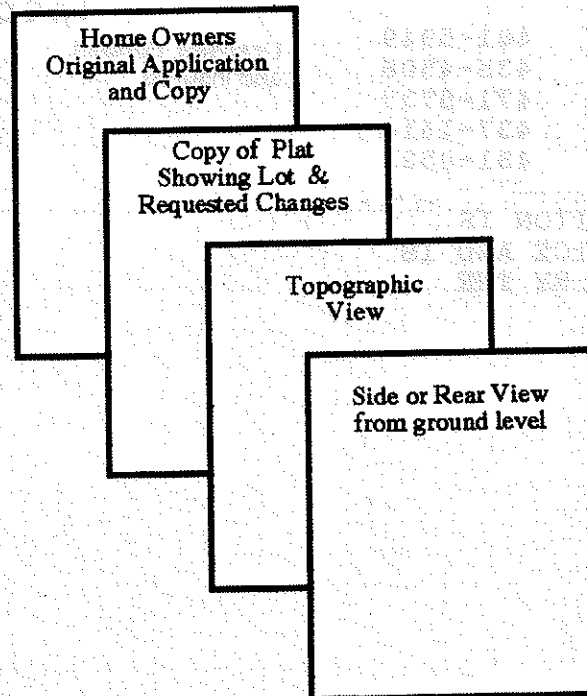 Home Owners
Original Application
and Copy
Copy of Plat
Showing Lot &
Requested Changes
Topographic
View
Side or Rear View
from ground level